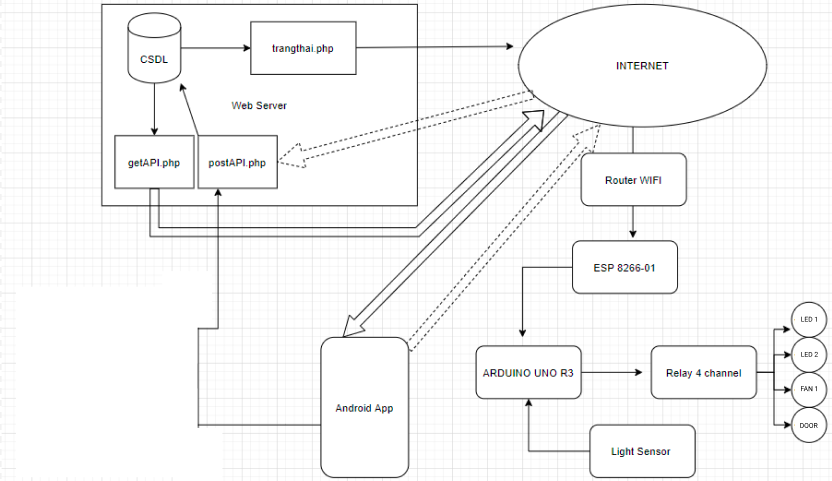 CSDL
trangthai.php
INTERNET
Web Server
getAPI.php
postAPI.php
Router WIFI
ESP 8266-01
LED 1
LED 2
ARDUINO UNO R3
Relay 4 channel
FAN 1
Android App
DOOR
Light Sensor